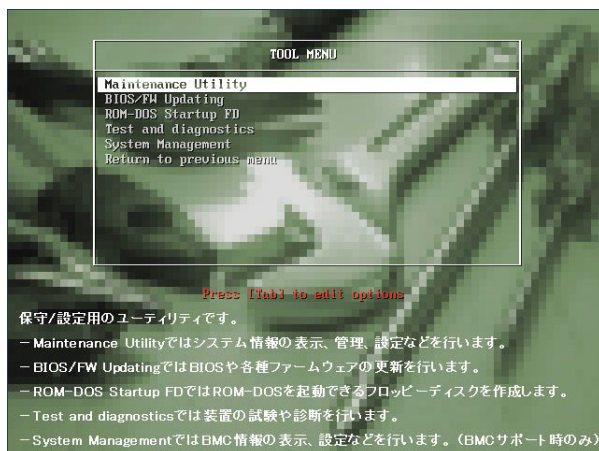 TOOL MENU
Maintenance Utility
BIOS/FW Updating
ROM-DOS Startup FD
Test and diagnostics
System Management
Return to previous menu
Press [Tab] to edit options
保守/設定用のユーティリティです。
－Maintenance Utilityではシステム情報の表示、管理、設定などを行います。
－BIOS/FW UpdatingではBIOSや各種ファームウェアの更新を行います。
－ROM-DOS Startup FDではROM-DOSを起動できるフロッピーディスクを作成します。
－Test and diagnosticsでは装置の試験や診断を行います。
－System ManagementではBMC情報の表示、設定などを行います。(BMCサポート時のみ)